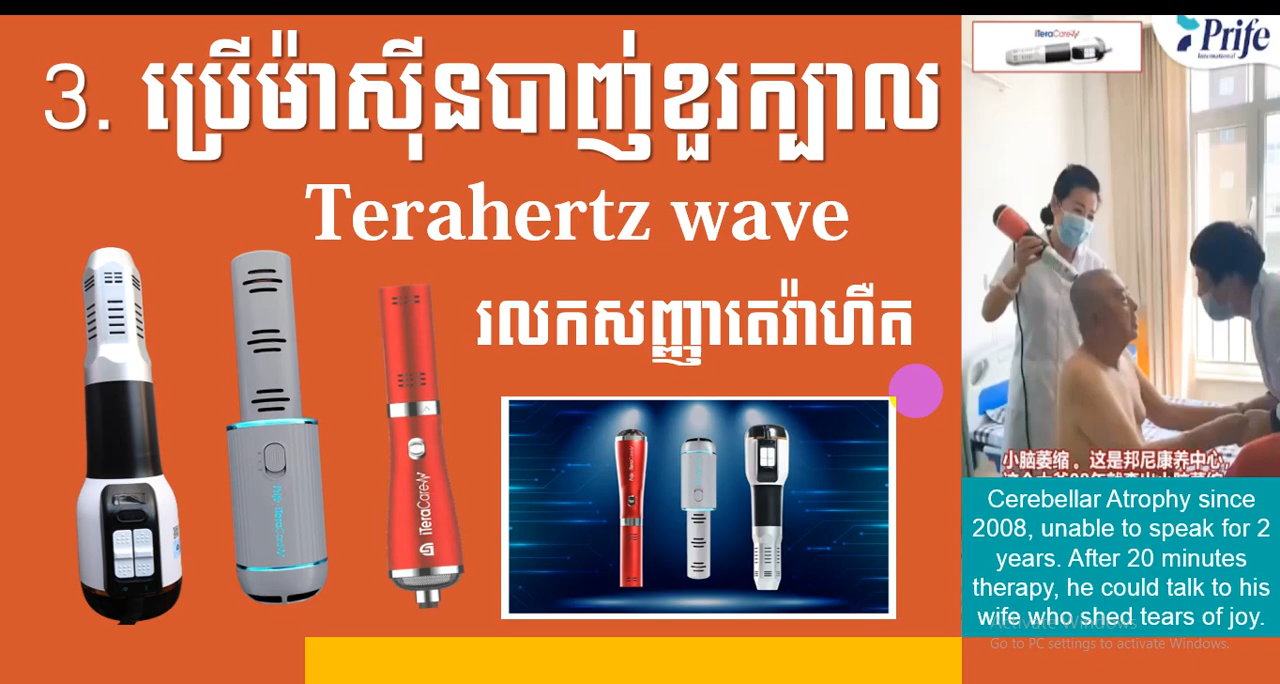 3. ប្រើម៉ាស៊ីនបាញ់ខួរក្បាល
Terahertz wave
រលកសញ្ញាតេរ៉ាហឺត
iTeraCare
iTeraCare
Prife
International
小脑萎缩 。这是邦尼康养中心,
Cerebellar Atrophy since
2008, unable to speak for 2
years. After 20 minutes
therapy, he could talk to his
wife who shed tears of joy.
Activate Windows
Go to PC settings to activate Windows.